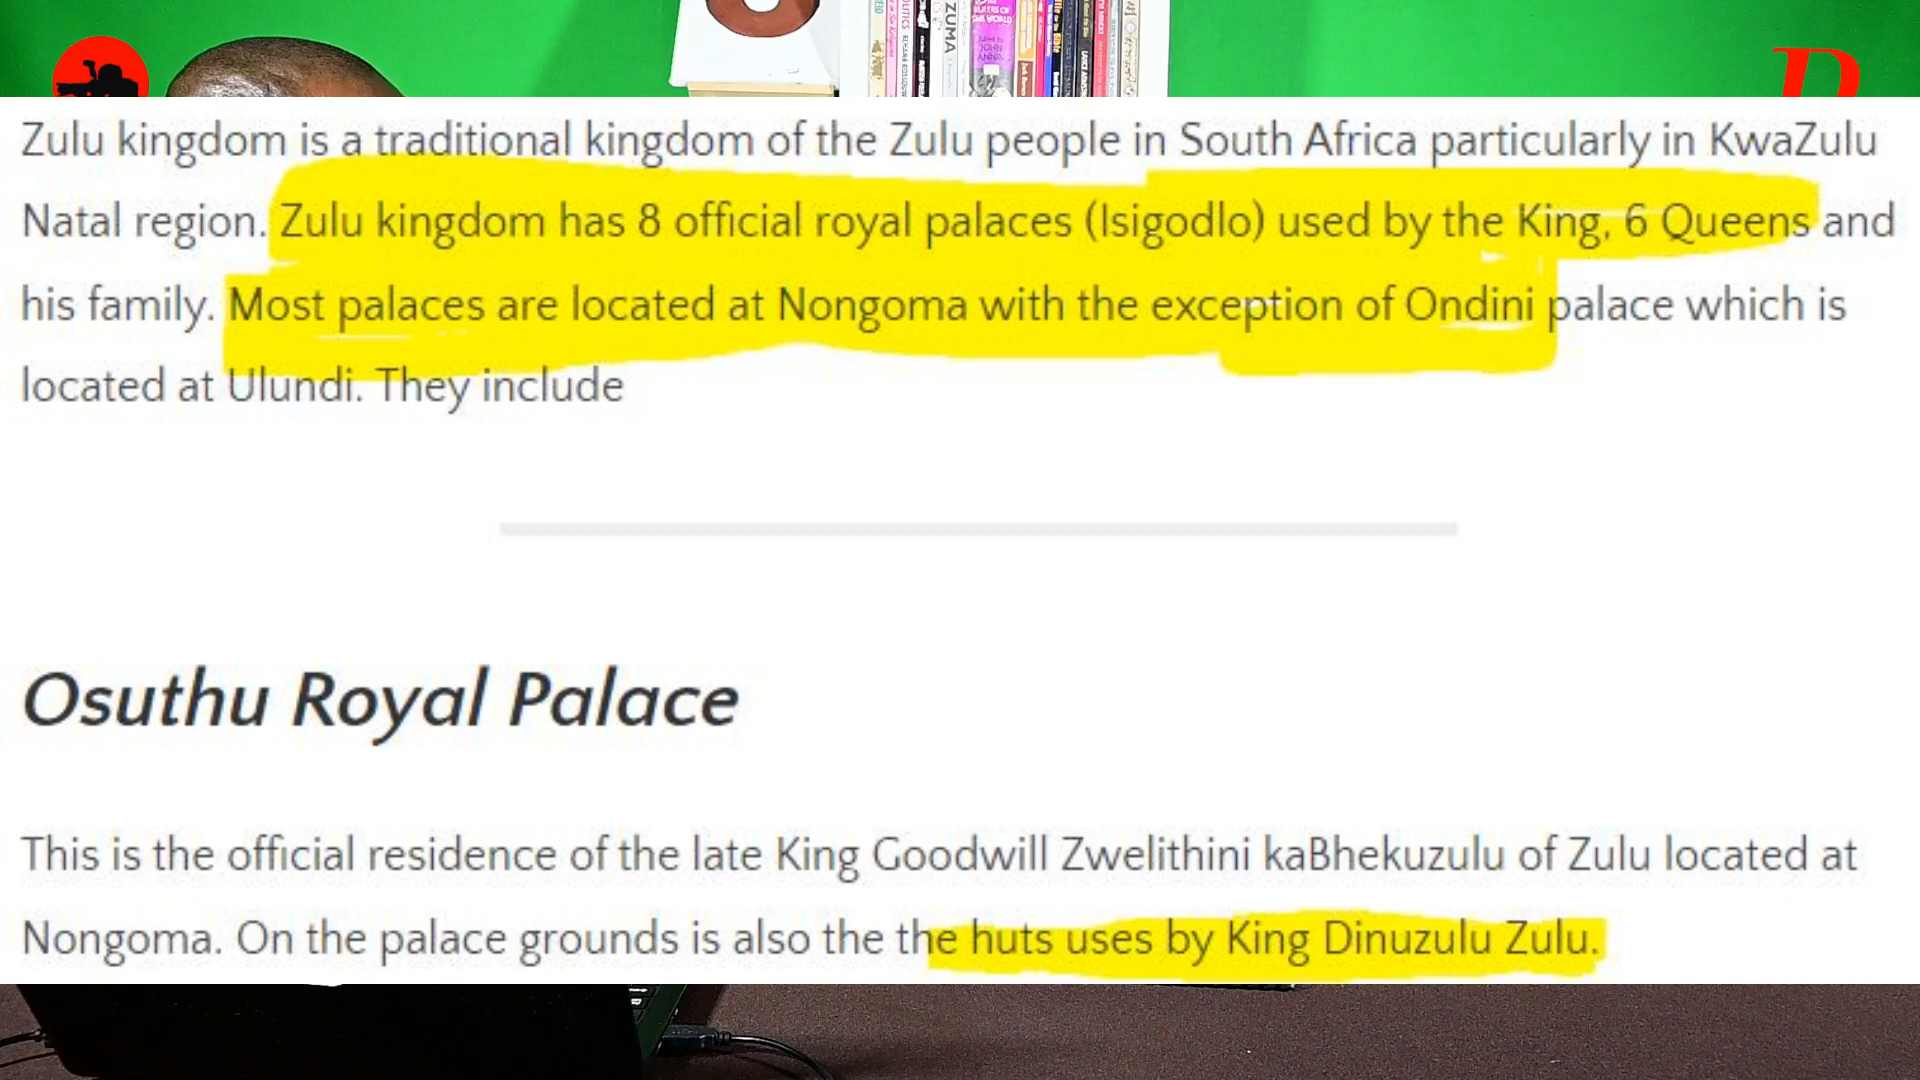 ZUMA
Zulu kingdom is a traditional kingdom of the Zulu people in South Africa particularly in KwaZulu
Natal region. Zulu kingdom has 8 official royal palaces (Isigodlo) used by the King, 6 Queens and
his family. Most palaces are located at Nongoma with the exception of Ondini palace which is
located at Ulundi. They include
Osuthu Royal Palace
This is the official residence of the late King Goodwill Zwelithini kaBhekuzulu of Zulu located at
Nongoma. On the palace grounds is also the the huts uses by King Dinuzulu Zulu.